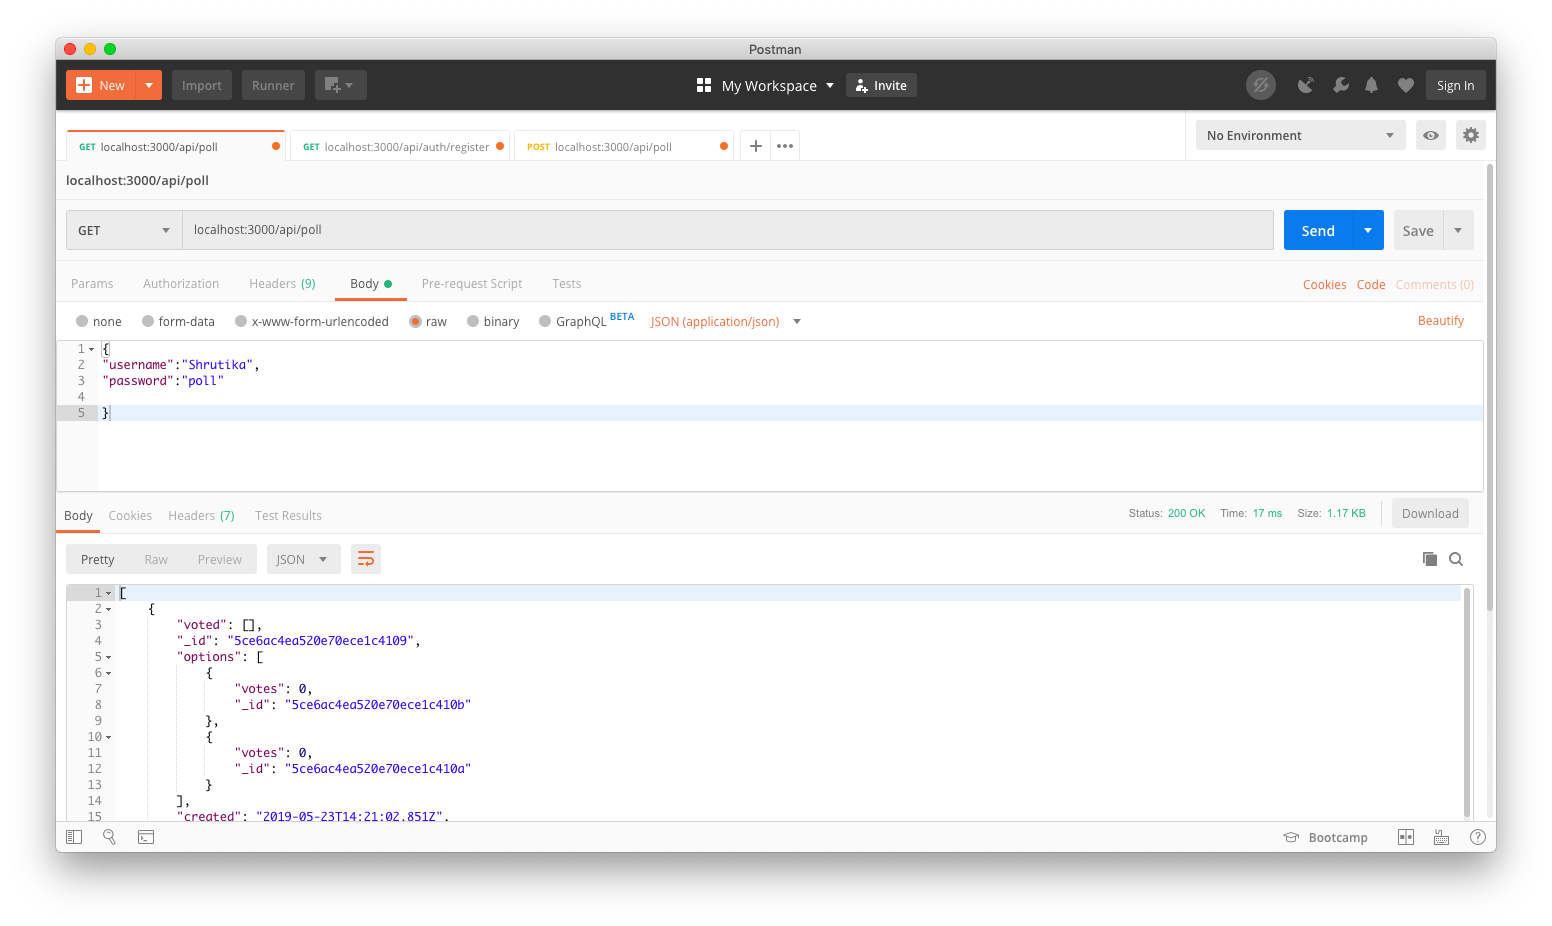 Postman
New Import Runner My Workspace Invite Sign In
GET localhost:3000/api/poll GET localhost:3000/api/auth/register POST localhost:3000/api/poll No Environment
localhost:3000/api/poll
GET localhost:3000/api/poll Send Save
Params Authorization Headers (9) Body Pre-request Script Tests Cookies Code Comments (0)
none form-data x-www-form-urlencoded raw binary GraphQL BETA JSON (application/json) Beautify
1 {
2 "username":"Shrutika",
3 "password":"poll"
4
5 }
Body Cookies Headers (7) Test Results Status: 200 OK Time: 17 ms Size: 1.17 KB Download
Pretty Raw Preview JSON
1 [
2 {
3 "voted": [],
4 "_id": "5ce6ac4ea520e70ece1c4109",
5 "options": [
6 {
7 "votes": 0,
8 "_id": "5ce6ac4ea520e70ece1c410b"
9 },
10 {
11 "votes": 0,
12 "_id": "5ce6ac4ea520e70ece1c410a"
13 }
14 ],
15 "created": "2019-05-23T14:21:02.851Z",
Bootcamp